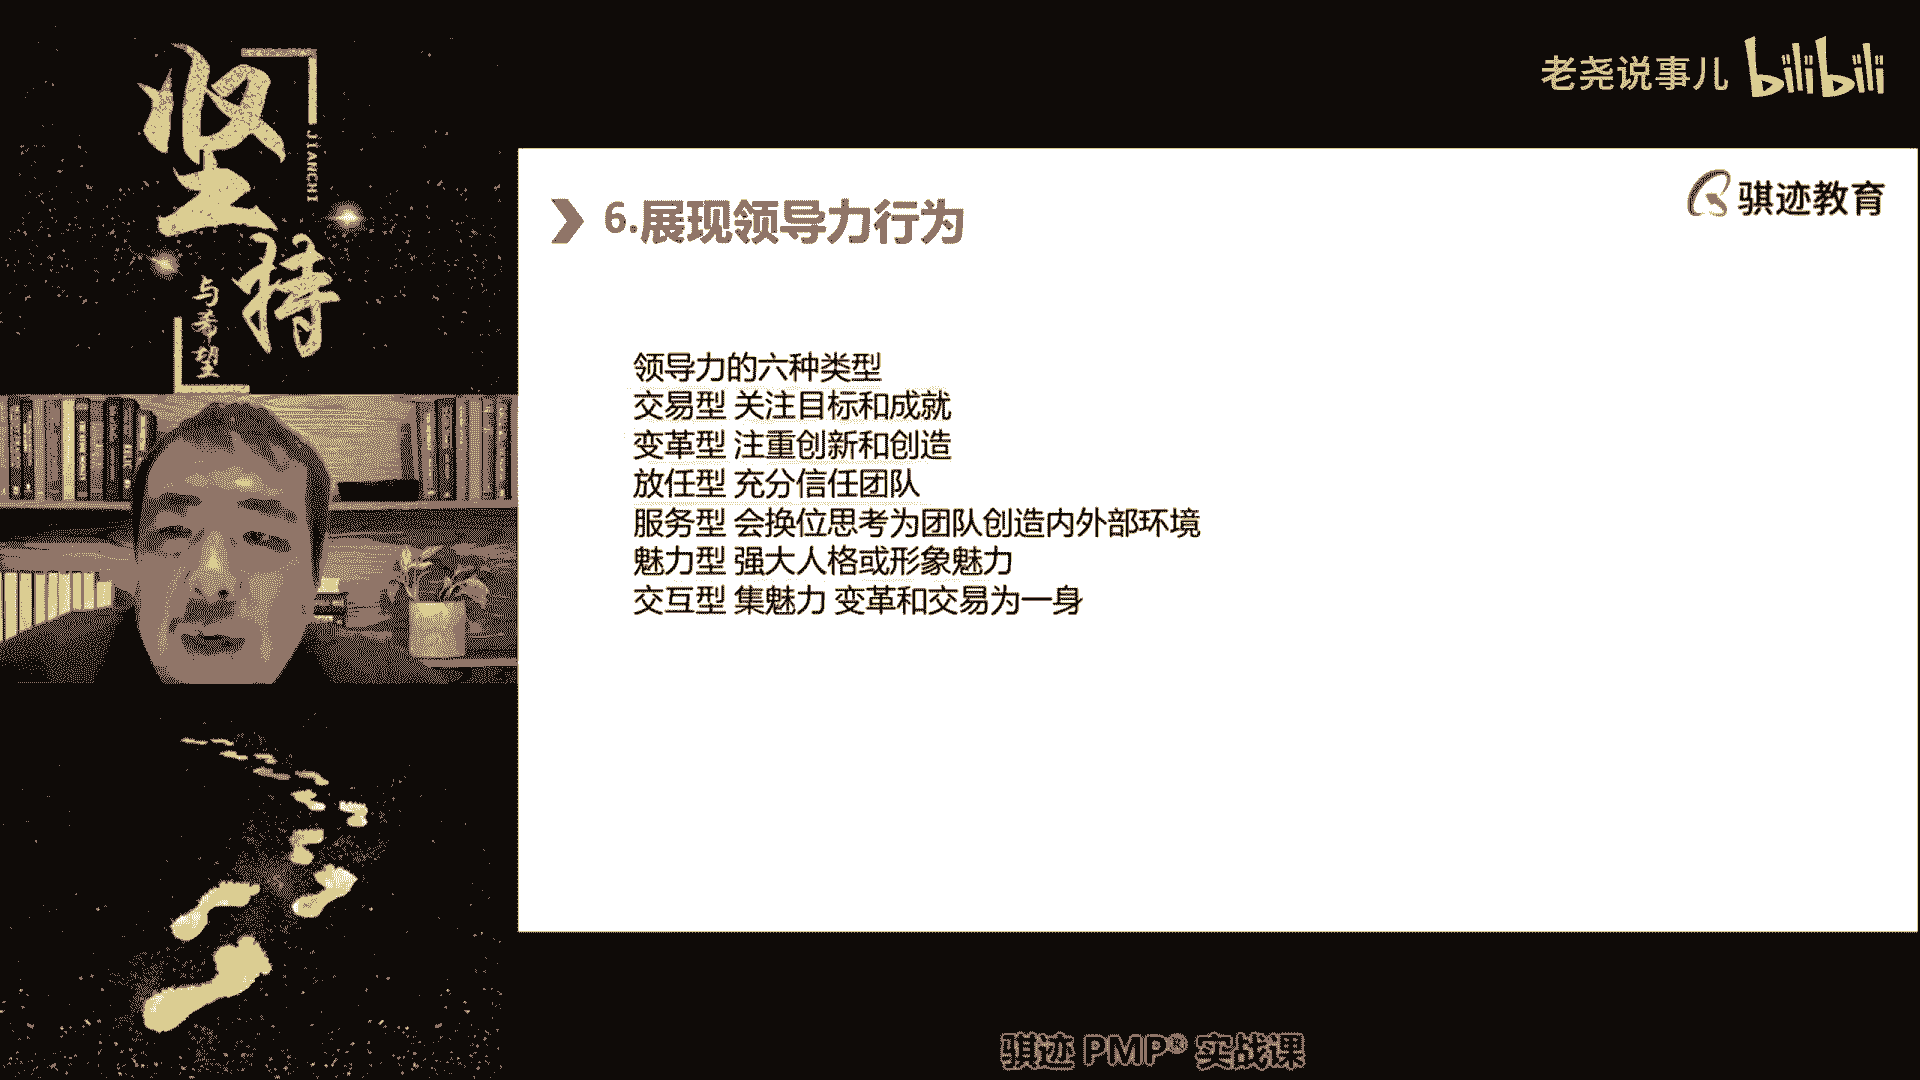 坚持
JIANCHI
与希望
老尧说事儿 bilibili
骐迹教育
6.展现领导力行为
领导力的六种类型
交易型 关注目标和成就
变革型 注重创新和创造
放任型 充分信任团队
服务型 会换位思考为团队创造内外部环境
魅力型 强大人格或形象魅力
交互型 集魅力 变革和交易为一身
骐迹 PMP® 实战课